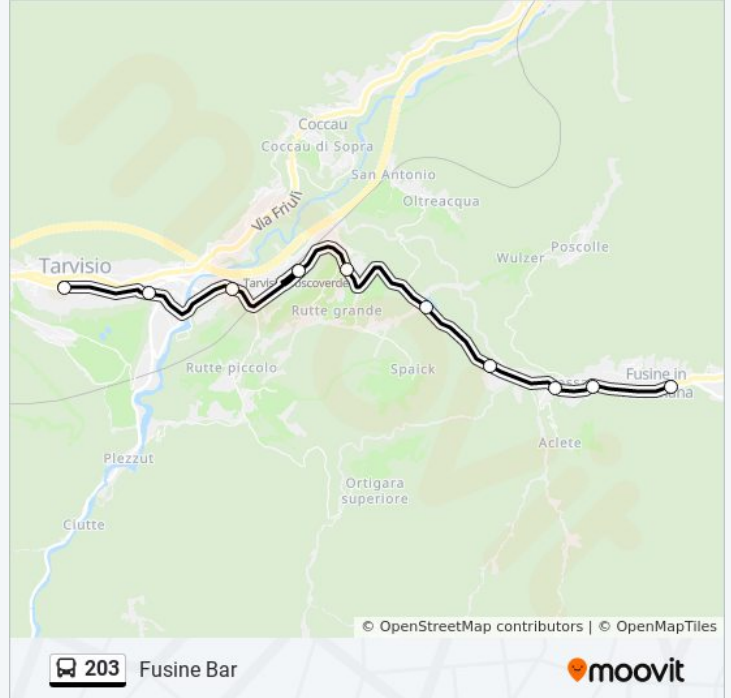 Coccau
Coccau di Sopra
San Antonio
Via Friuli
Oltreacqua
Poscolle
Wulzer
Tarvisio
Rutte grande
Rutte piccolo
Spaick
Fusine in
Aclete
Plezzut
Ortigara
superiore
Ciutte
© OpenStreetMap contributors | © OpenMapTiles
203 Fusine Bar
moovit